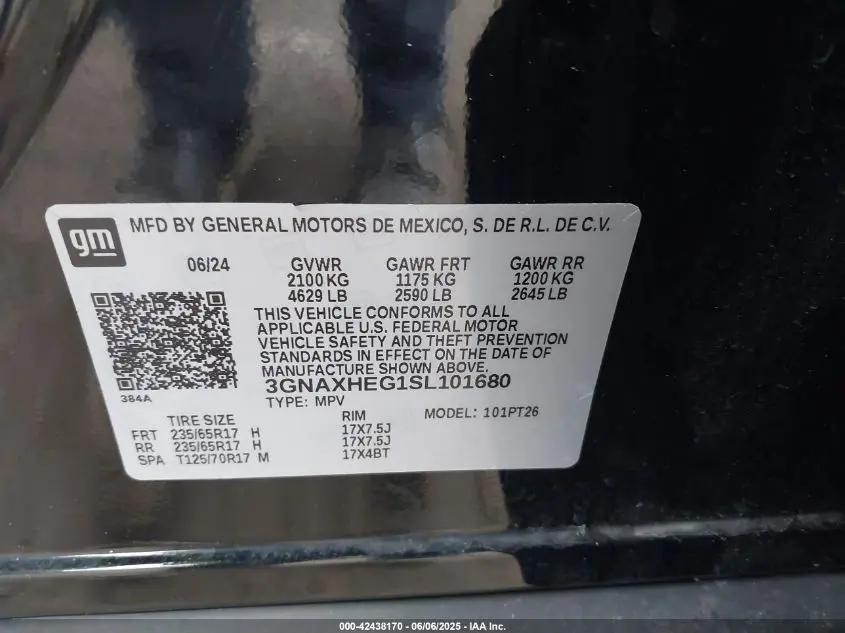 gm MFD BY GENERAL MOTORS DE MEXICO, S. DE R.L. DE C.V.
06/24 GVWR GAWR FRT GAWR RR
2100 KG 1175 KG 1200 KG
4629 LB 2590 LB 2645 LB
THIS VEHICLE CONFORMS TO ALL
APPLICABLE U.S. FEDERAL MOTOR
VEHICLE SAFETY AND THEFT PREVENTION
STANDARDS IN EFFECT ON THE DATE OF
MANUFACTURE SHOWN ABOVE.
3GNAXHEG1SL101680
384A TYPE: MPV MODEL: 101PT26
TIRE SIZE RIM
FRT 235/65R17 H 17X7.5J
RR 235/65R17 H 17X7.5J
SPA T125/70R17 M 17X4BT
000-42438170 - 06/06/2025 - IAA Inc.